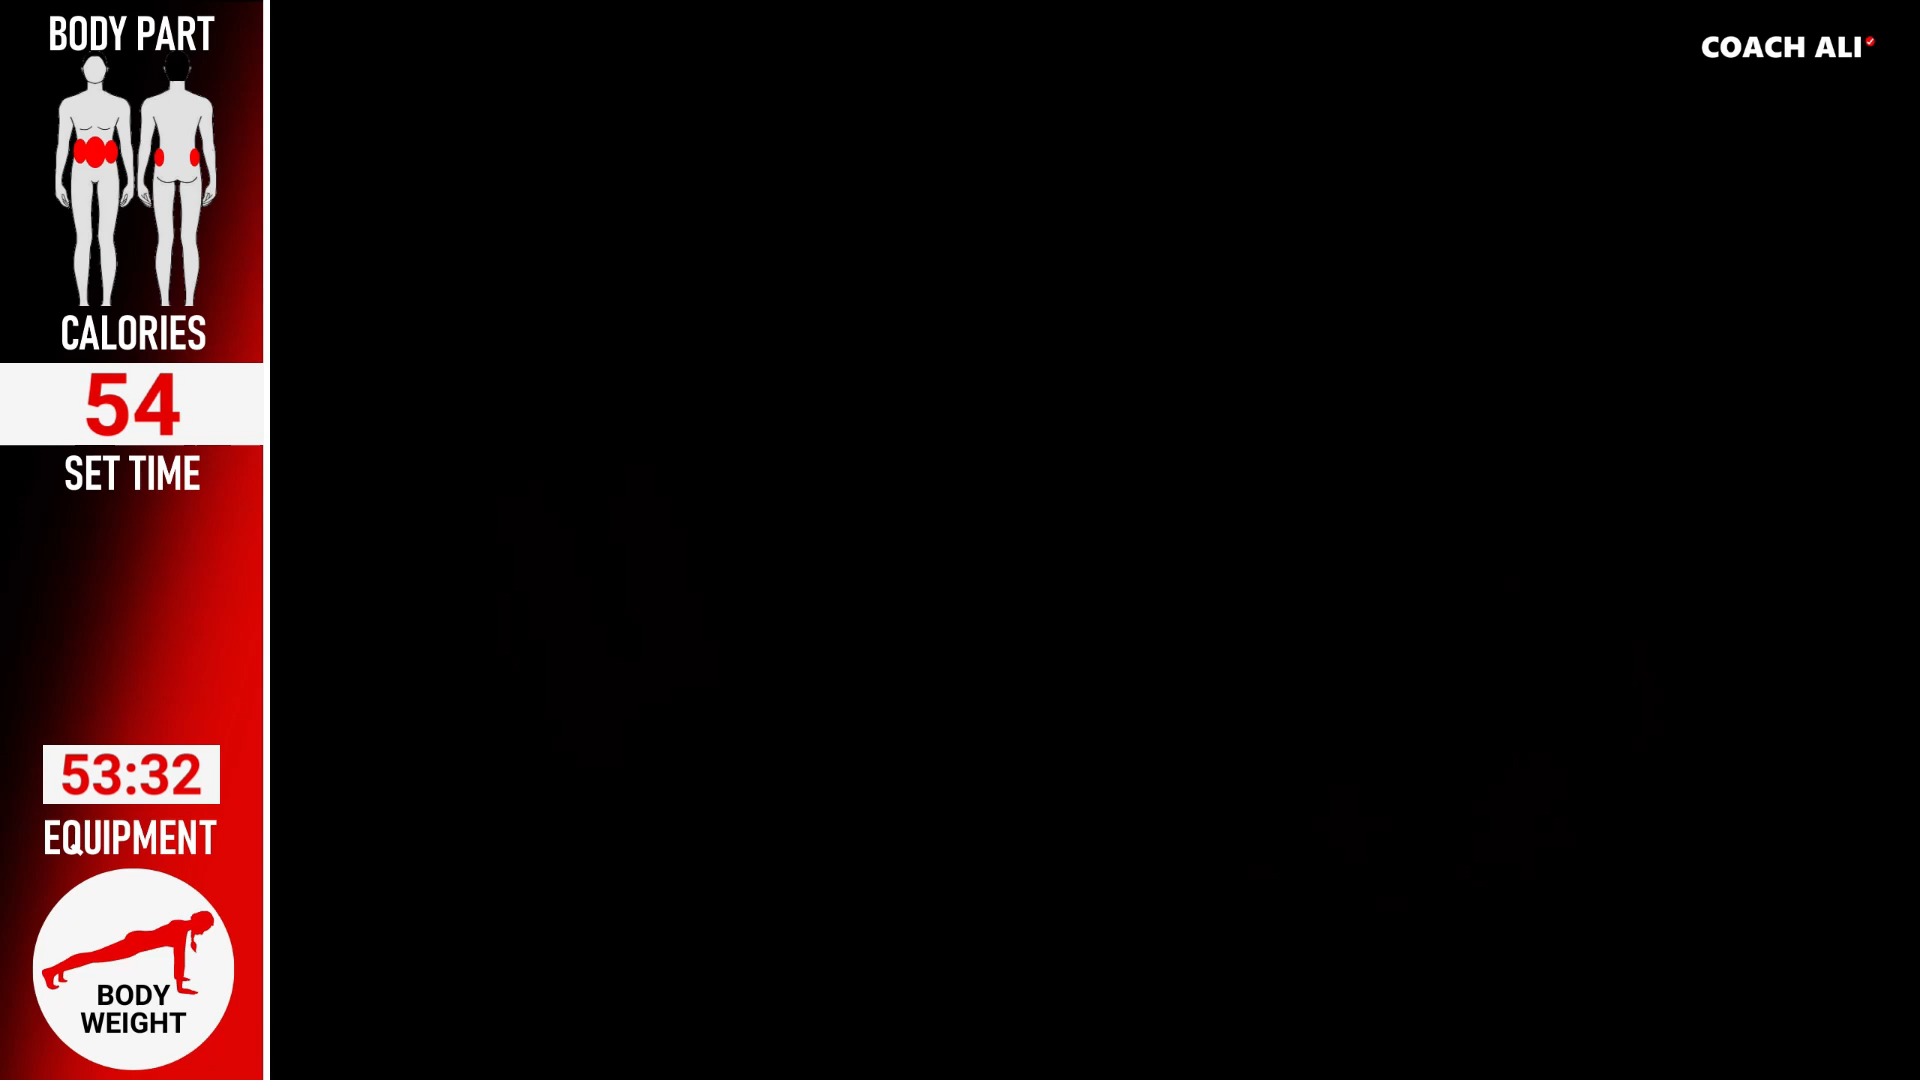 BODY PART
COACH ALI
CALORIES
54
SET TIME
53:32
EQUIPMENT
BODY
WEIGHT